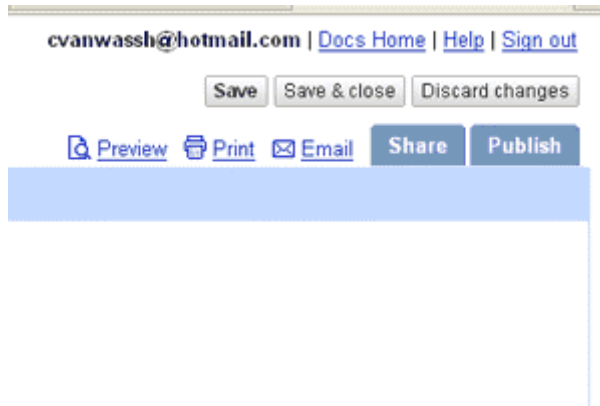 cvanwassh@hotmail.com | Docs Home | Help | Sign out
Save Save & close Discard changes
Preview Print Email Share Publish